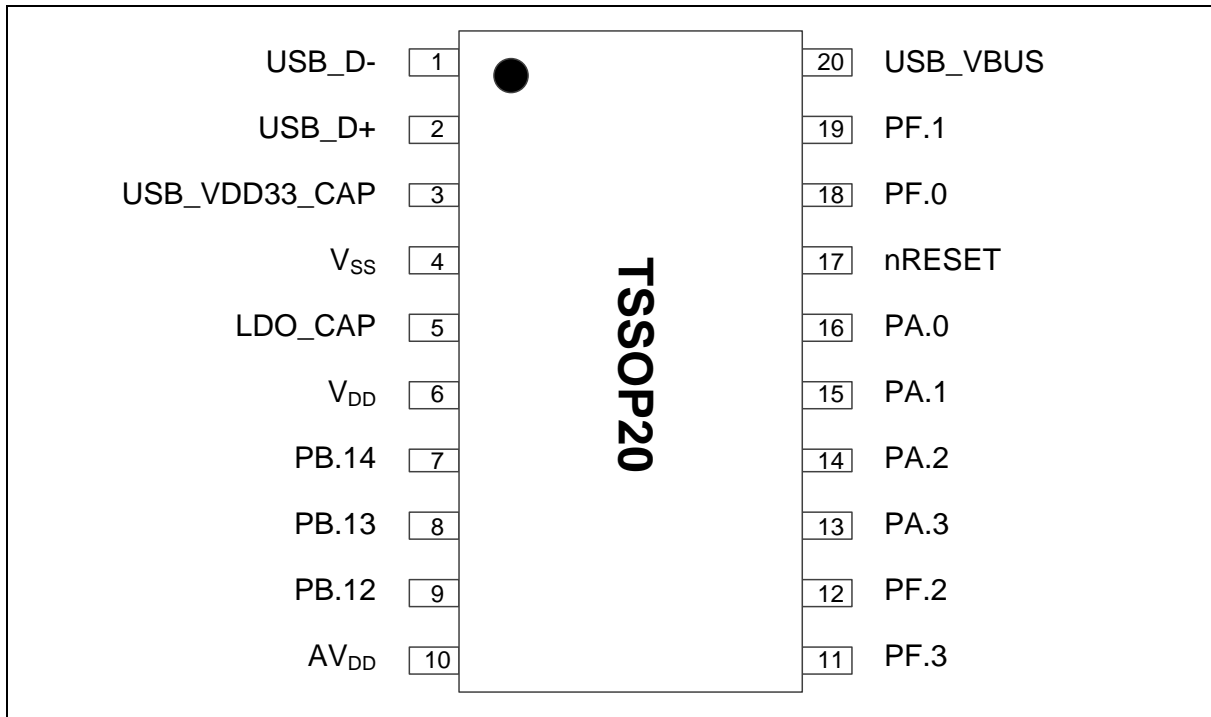 USB_D- 1 20 USB_VBUS
USB_D+ 2 19 PF.1
USB_VDD33_CAP 3 18 PF.0
VSS 4 17 nRESET
LDO_CAP 5 16 PA.0
VDD 6 15 PA.1
PB.14 7 14 PA.2
PB.13 8 13 PA.3
PB.12 9 12 PF.2
AVDD 10 11 PF.3
TSSOP20